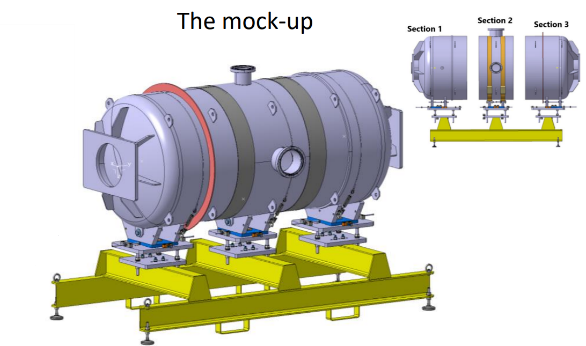 The mock-up
Section 1
Section 2
Section 3